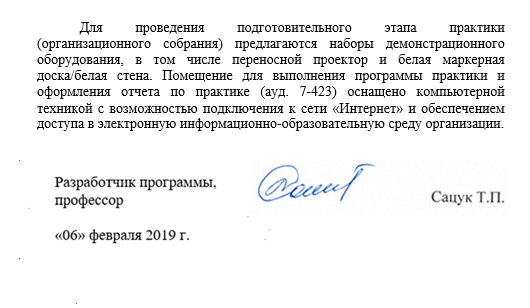 Для проведения подготовительного этапа практики
(организационного собрания) предлагаются наборы демонстрационного
оборудования, в том числе переносной проектор и белая маркерная
доска/белая стена. Помещение для выполнения программы практики и
оформления отчета по практике (ауд. 7-423) оснащено компьютерной
техникой с возможностью подключения к сети «Интернет» и обеспечением
доступа в электронную информационно-образовательную среду организации.
Разработчик программы,
профессор
Сацук Т.П.
«06» февраля 2019 г.